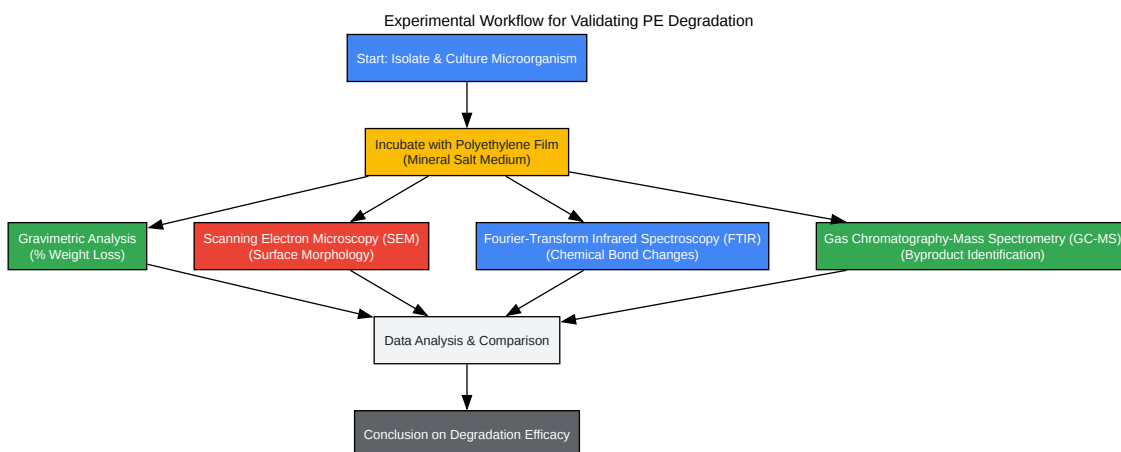 Experimental Workflow for Validating PE Degradation
Start: Isolate & Culture Microorganism
Incubate with Polyethylene Film
(Mineral Salt Medium)
Gravimetric Analysis
(% Weight Loss)
Scanning Electron Microscopy (SEM)
(Surface Morphology)
Fourier-Transform Infrared Spectroscopy (FTIR)
(Chemical Bond Changes)
Gas Chromatography-Mass Spectrometry (GC-MS)
(Byproduct Identification)
Data Analysis & Comparison
Conclusion on Degradation Efficacy